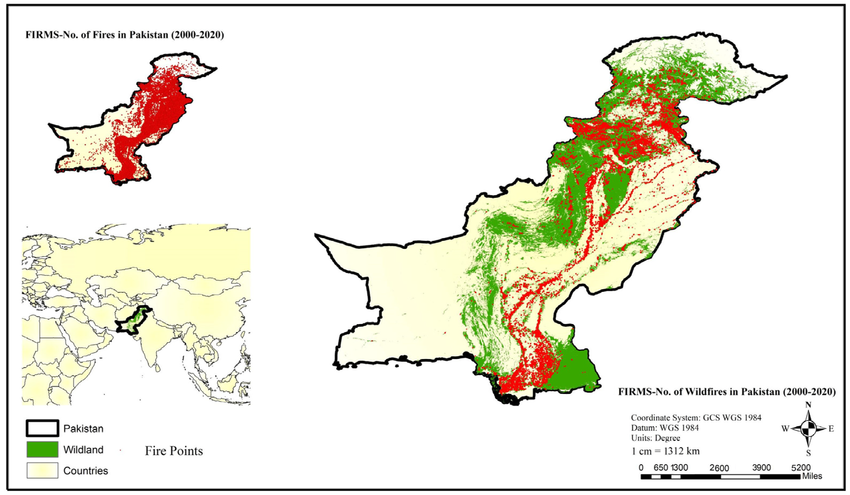 FIRMS-No. of Fires in Pakistan (2000-2020)
FIRMS-No. of Wildfires in Pakistan (2000-2020)
Coordinate System: GCS WGS 1984
Datum: WGS 1984
Units: Degree
1 cm = 1312 km
N
W E
S
0 650 1300 2600 3900 5200
Miles
Pakistan
Wildland
Fire Points
Countries